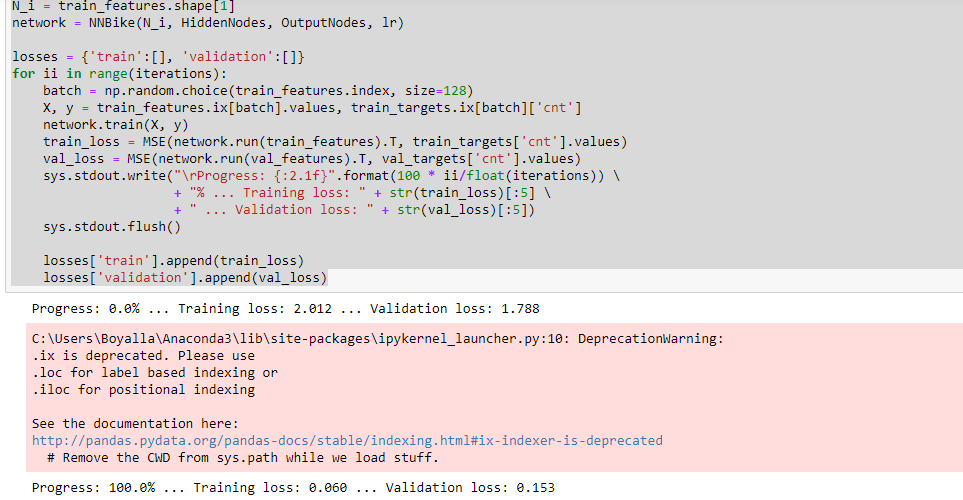 N_i = train_features.shape[1]
network = NNBike(N_i, HiddenNodes, OutputNodes, lr)
losses = {'train':[], 'validation':[]}
for ii in range(iterations):
    batch = np.random.choice(train_features.index, size=128)
    X, y = train_features.ix[batch].values, train_targets.ix[batch]['cnt']
    network.train(X, y)
    train_loss = MSE(network.run(train_features).T, train_targets['cnt'].values)
    val_loss = MSE(network.run(val_features).T, val_targets['cnt'].values)
    sys.stdout.write("\rProgress: {:2.1f}".format(100 * ii/float(iterations)) \
                     + "% ... Training loss: " + str(train_loss)[:5] \
                     + " ... Validation loss: " + str(val_loss)[:5])
    sys.stdout.flush()
    losses['train'].append(train_loss)
    losses['validation'].append(val_loss)
Progress: 0.0% ... Training loss: 2.012 ... Validation loss: 1.788
C:\Users\Boyalla\Anaconda3\lib\site-packages\ipykernel_launcher.py:10: DeprecationWarning:
.ix is deprecated. Please use
.loc for label based indexing or
.iloc for positional indexing
See the documentation here:
http://pandas.pydata.org/pandas-docs/stable/indexing.html#ix-indexer-is-deprecated
  # Remove the CWD from sys.path while we load stuff.
Progress: 100.0% ... Training loss: 0.060 ... Validation loss: 0.153